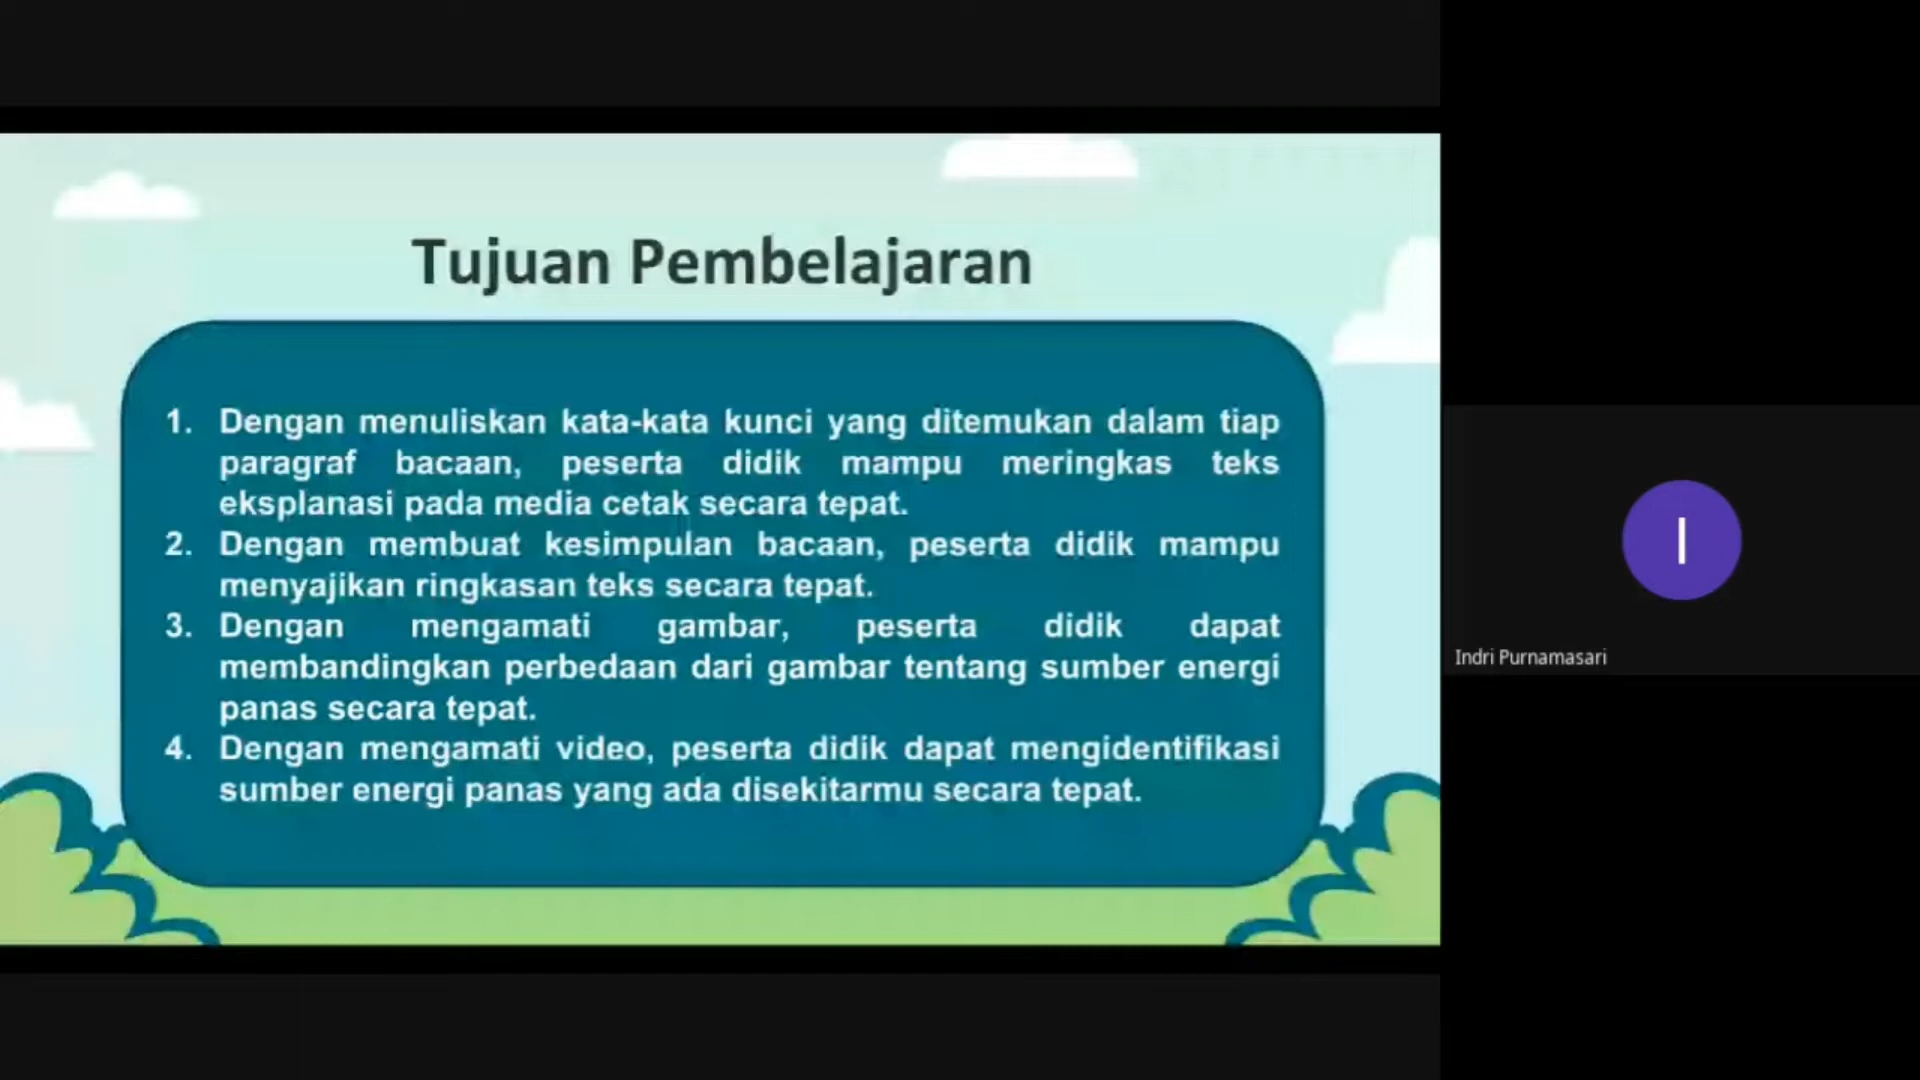 Tujuan Pembelajaran
1. Dengan menuliskan kata-kata kunci yang ditemukan dalam tiap
paragraf bacaan, peserta didik mampu meringkas teks
eksplanasi pada media cetak secara tepat.
2. Dengan membuat kesimpulan bacaan, peserta didik mampu
menyajikan ringkasan teks secara tepat.
3. Dengan mengamati gambar, peserta didik dapat
membandingkan perbedaan dari gambar tentang sumber energi
panas secara tepat.
4. Dengan mengamati video, peserta didik dapat mengidentifikasi
sumber energi panas yang ada disekitarmu secara tepat.
I
Indri Purnamasari